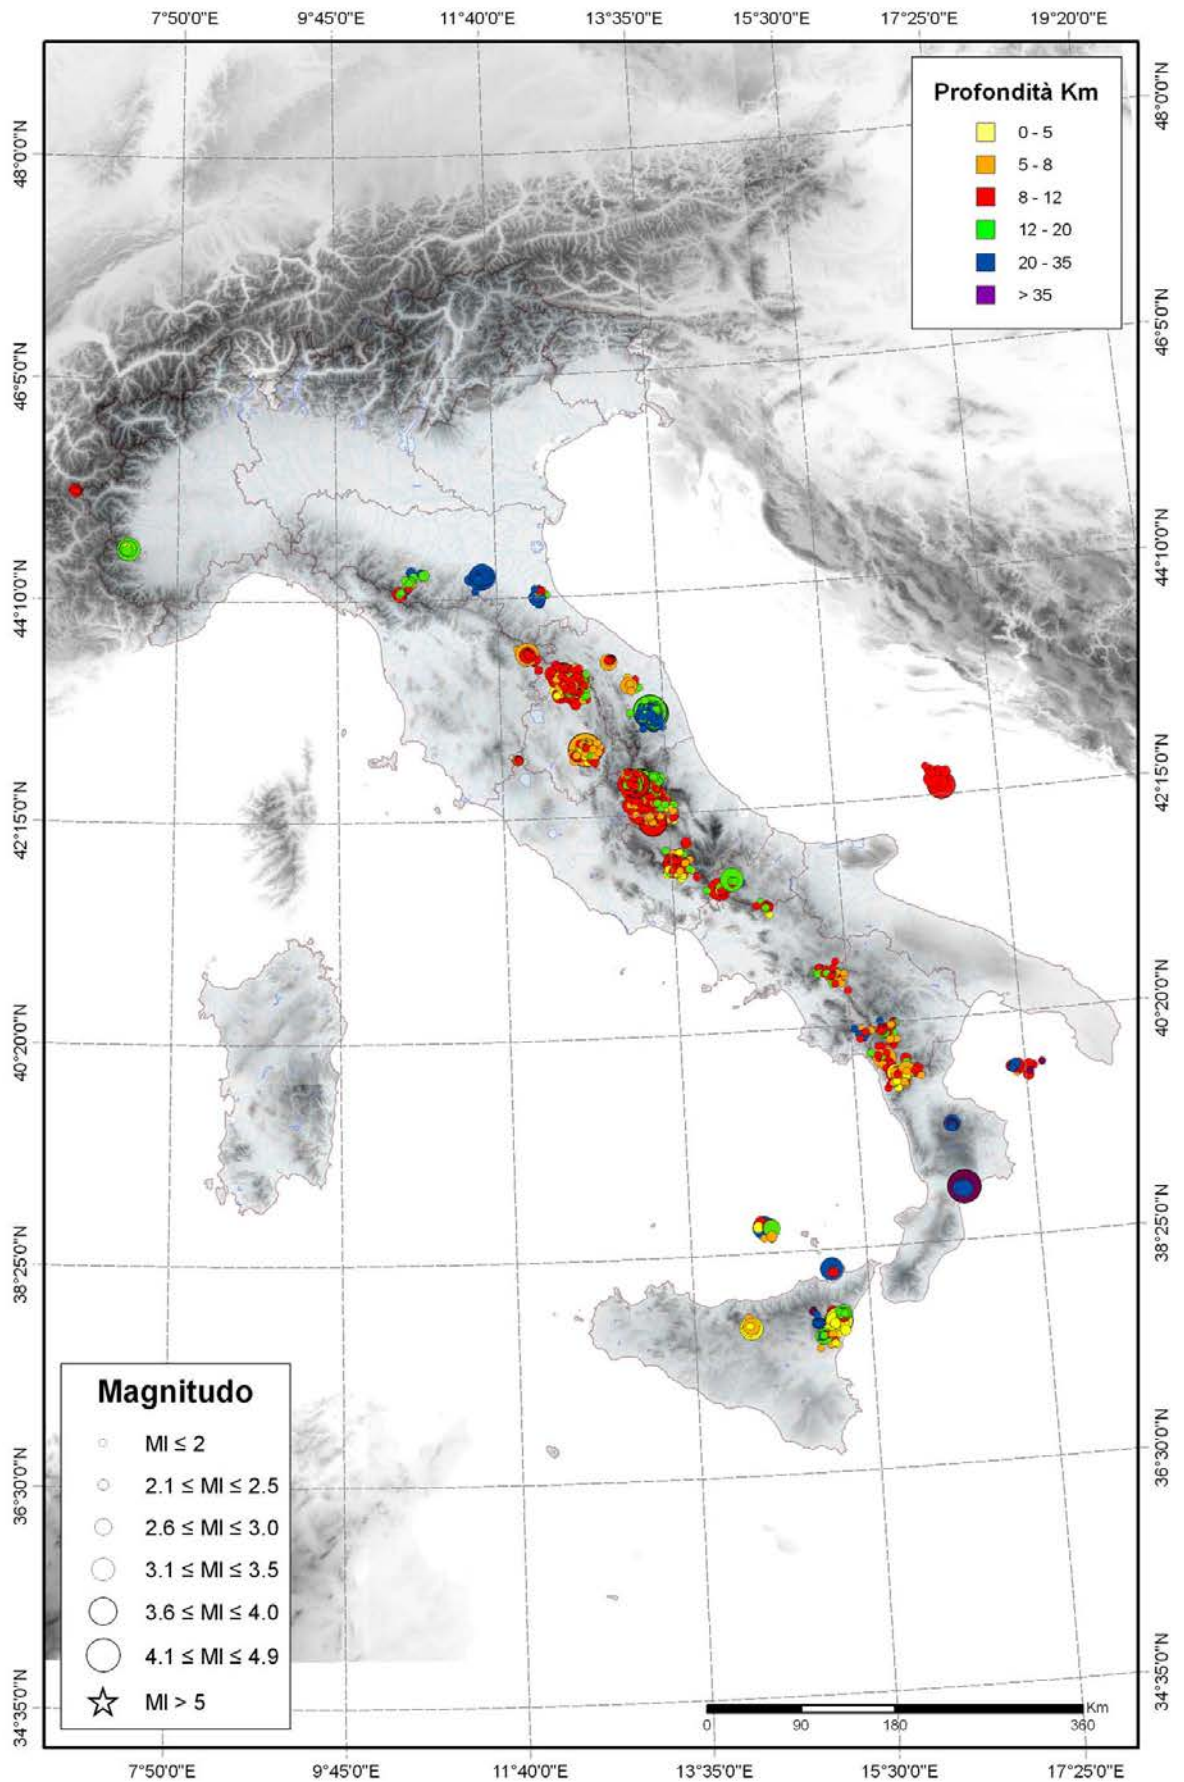 7°50'0"E 9°45'0"E 11°40'0"E 13°35'0"E 15°30'0"E 17°25'0"E 19°20'0"E
Profondità Km
0 - 5
5 - 8
8 - 12
12 - 20
20 - 35
> 35
48°0'0"N
46°5'0"N
44°10'0"N
42°15'0"N
40°20'0"N
38°25'0"N
36°30'0"N
34°35'0"N
48°0'0"N
46°5'0"N
44°10'0"N
42°15'0"N
40°20'0"N
38°25'0"N
36°30'0"N
34°35'0"N
Magnitudo
Ml ≤ 2
2.1 ≤ Ml ≤ 2.5
2.6 ≤ Ml ≤ 3.0
3.1 ≤ Ml ≤ 3.5
3.6 ≤ Ml ≤ 4.0
4.1 ≤ Ml ≤ 4.9
Ml > 5
Km
0 90 180 360
7°50'0"E 9°45'0"E 11°40'0"E 13°35'0"E 15°30'0"E 17°25'0"E